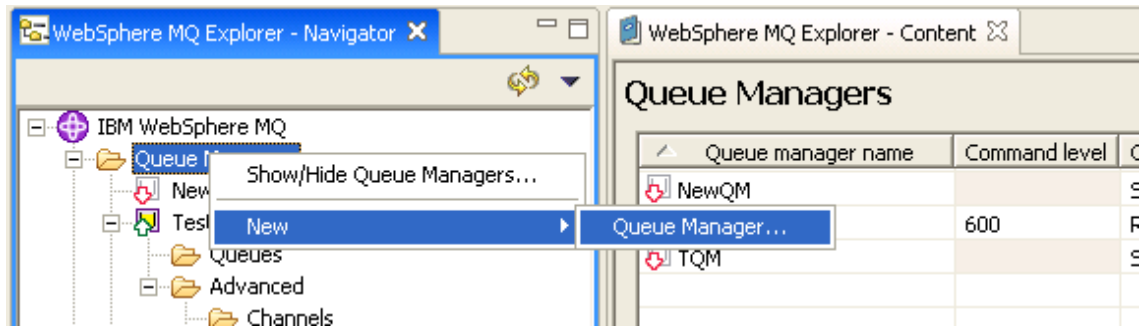 WebSphere MQ Explorer - Navigator
WebSphere MQ Explorer - Content
Queue Managers
IBM WebSphere MQ
Queue
Show/Hide Queue Managers...
New
Queue Manager...
Queues
Advanced
Channels
Queue manager name Command level
NewQM
600
TQM